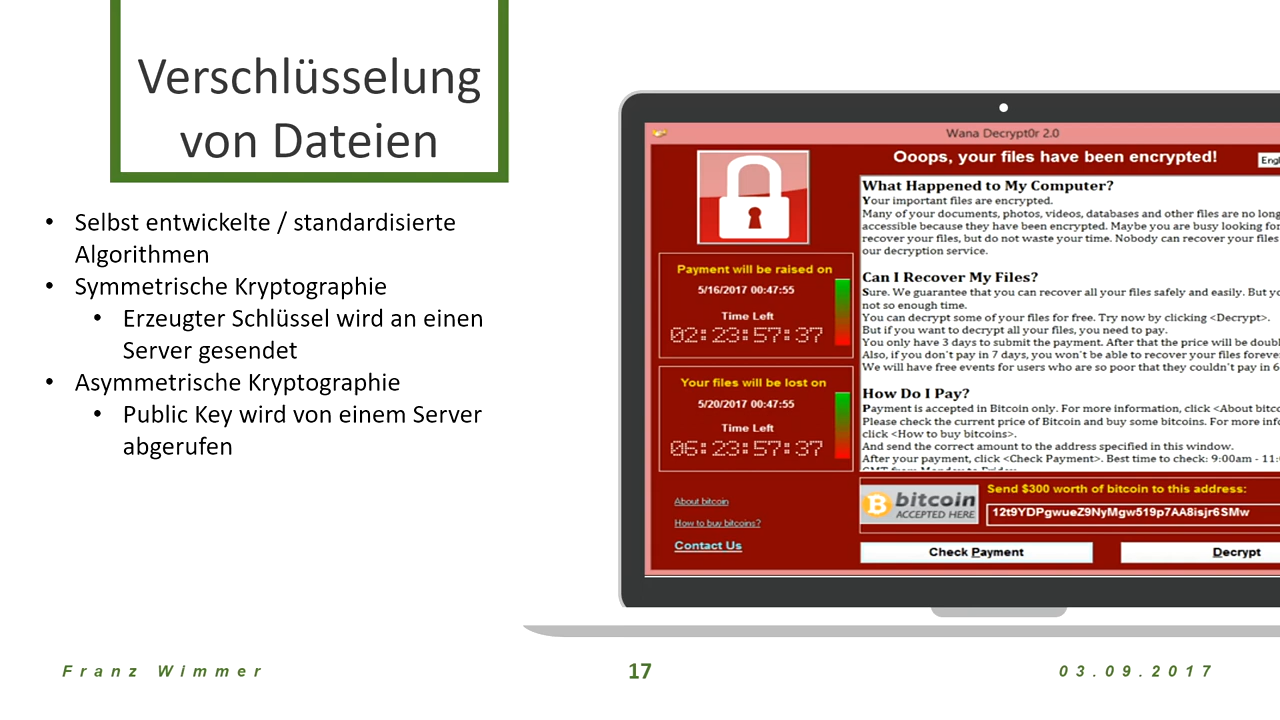 Verschlüsselung
von Dateien
• Selbst entwickelte / standardisierte
Algorithmen
• Symmetrische Kryptographie
• Erzeugter Schlüssel wird an einen
Server gesendet
• Asymmetrische Kryptographie
• Public Key wird von einem Server
abgerufen
Wana Decrypt0r 2.0
Ooops, your files have been encrypted!
Engl
Payment will be raised on
5/16/2017 00:47:55
Time Left
02:23:57:37
Your files will be lost on
5/20/2017 00:47:55
Time Left
06:23:57:37
About bitcoin
How to buy bitcoins?
Contact Us
What Happened to My Computer?
Your important files are encrypted.
Many of your documents, photos, videos, databases and other files are no long
accessible because they have been encrypted. Maybe you are busy looking for
recover your files, but do not waste your time. Nobody can recover your files
our decryption service.
Can I Recover My Files?
Sure. We guarantee that you can recover all your files safely and easily. But yo
not so enough time.
You can decrypt some of your files for free. Try now by clicking <Decrypt>.
But if you want to decrypt all your files, you need to pay.
You only have 3 days to submit the payment. After that the price will be doubl
Also, if you don't pay in 7 days, you won't be able to recover your files forever
We will have free events for users who are so poor that they couldn't pay in 6
How Do I Pay?
Payment is accepted in Bitcoin only. For more information, click <About bitco
Please check the current price of Bitcoin and buy some bitcoins. For more info
click <How to buy bitcoins>.
And send the correct amount to the address specified in this window.
After your payment, click <Check Payment>. Best time to check: 9:00am - 11:0
GMT from Monday to Friday
bitcoin
ACCEPTED HERE
Send $300 worth of bitcoin to this address:
12t9YDPgwueZ9NyMgw519p7AA8isjr6SMw
Check Payment
Decrypt
Franz Wimmer
17
03.09.2017